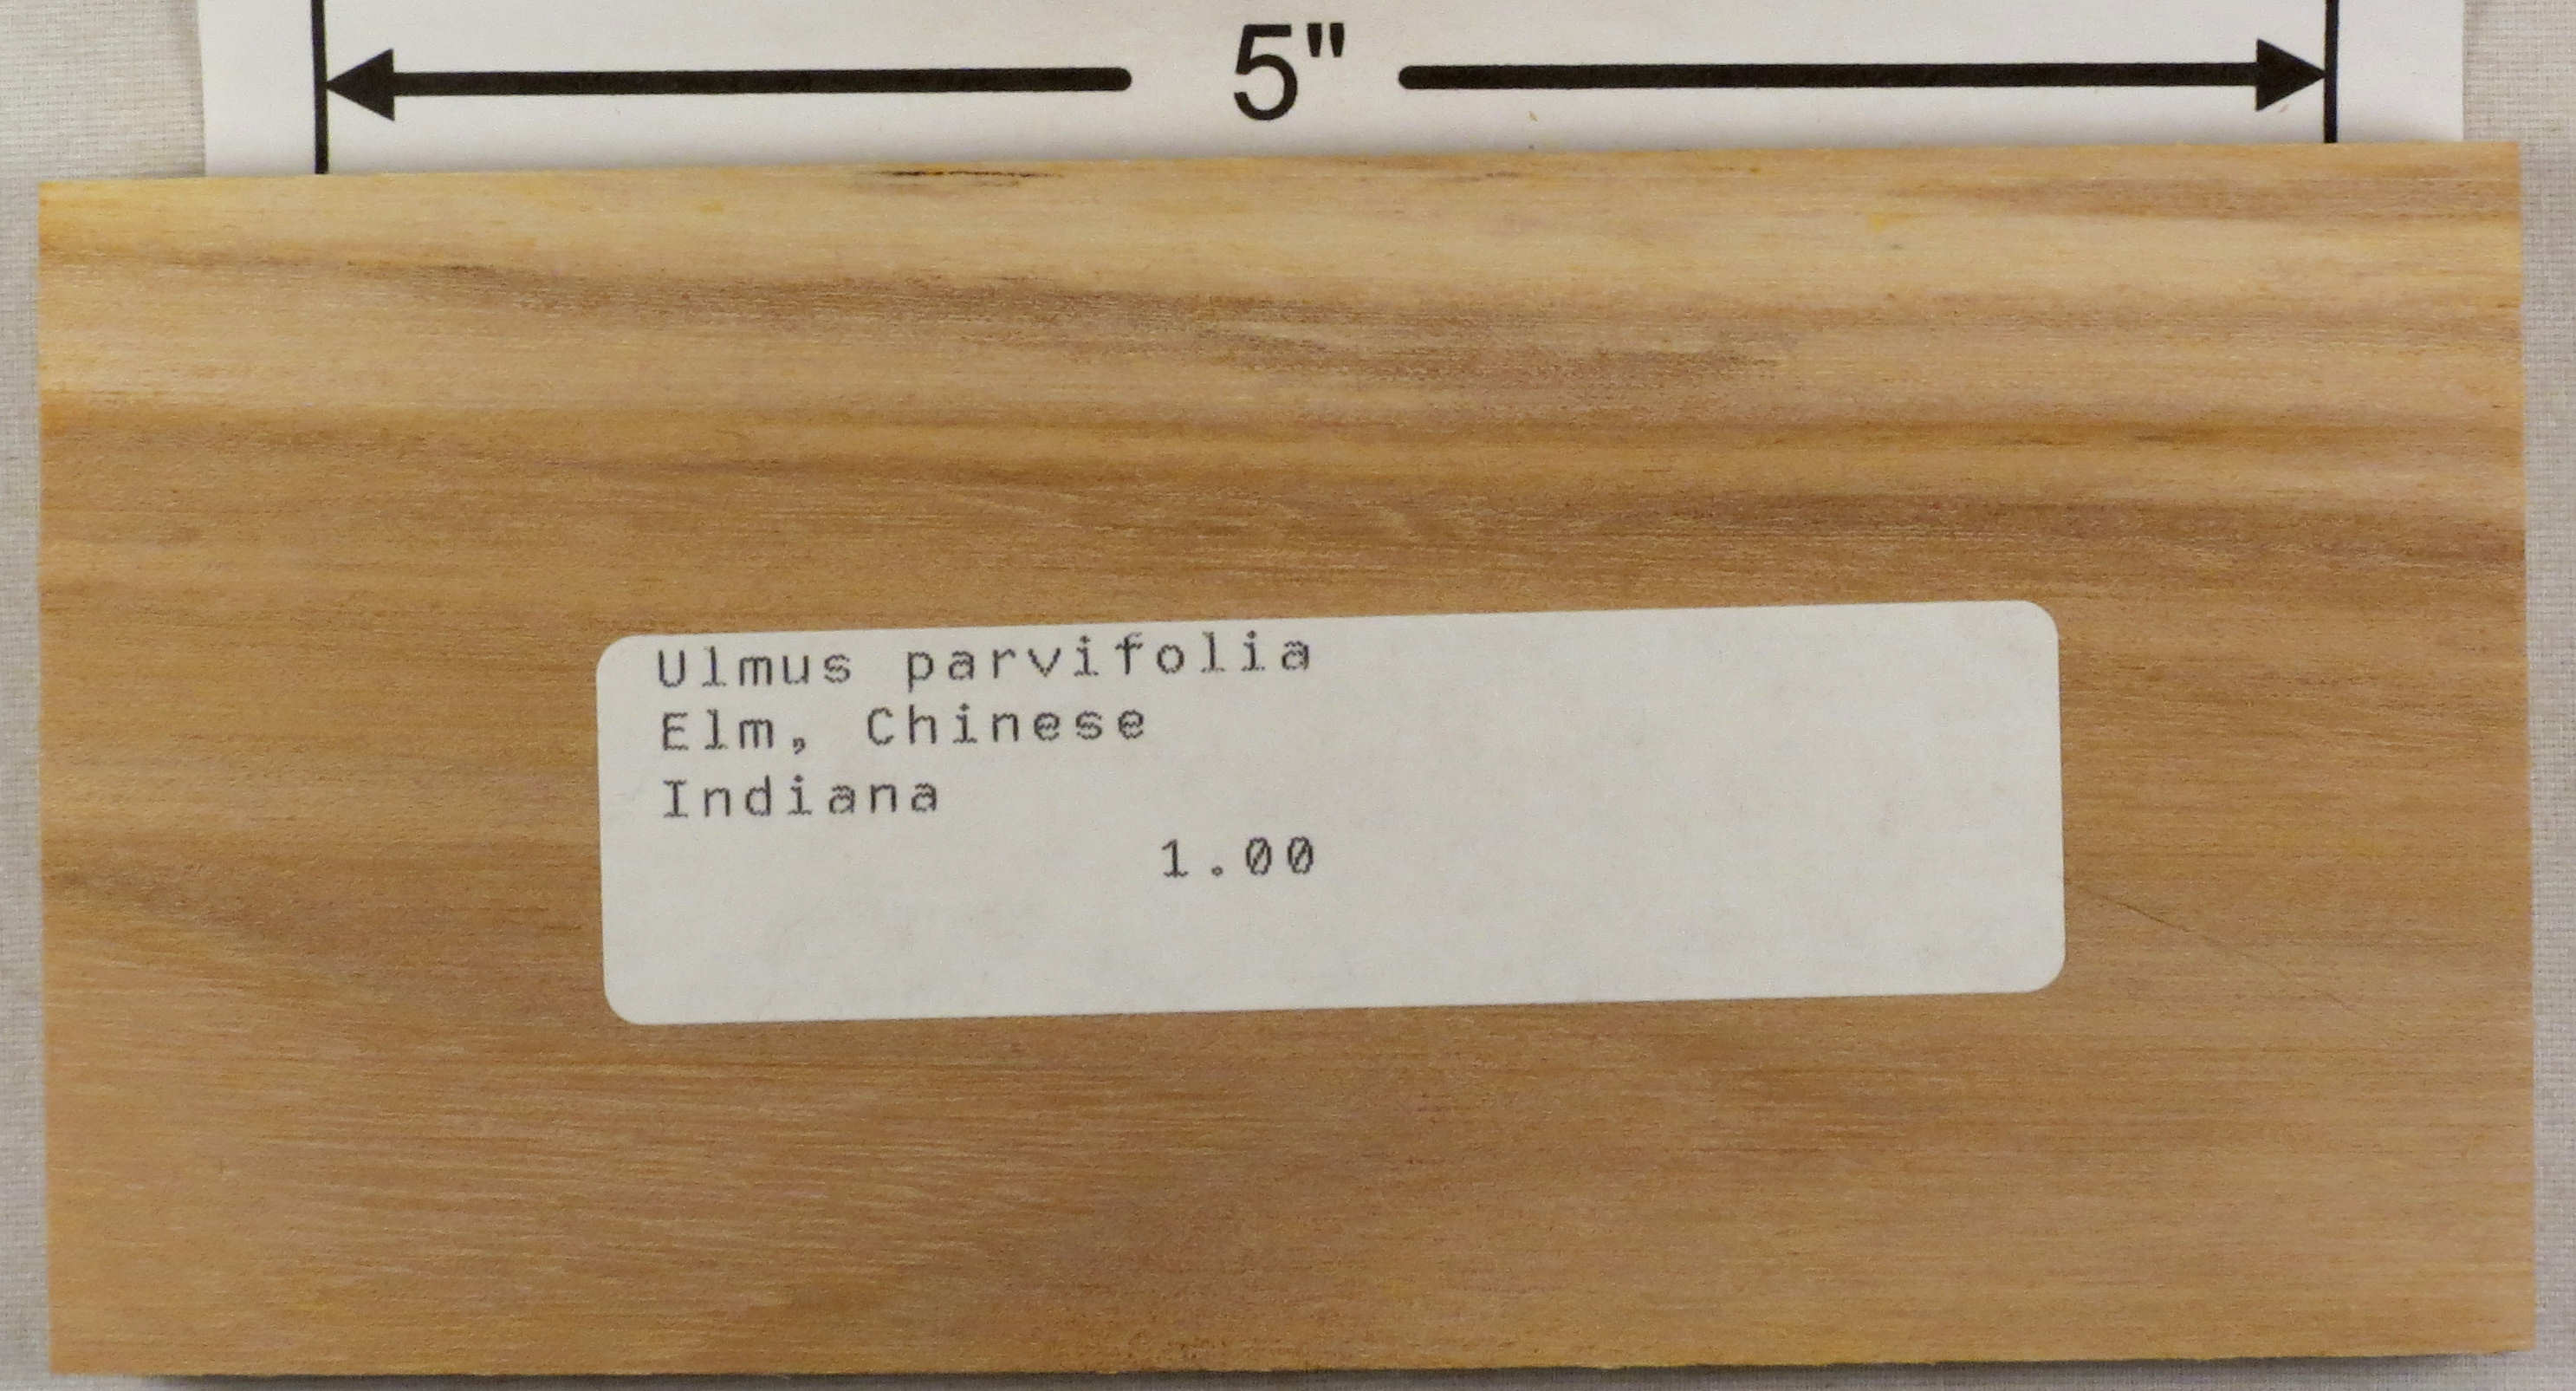 5"
Ulmus parvifolia
Elm, Chinese
Indiana
1.00